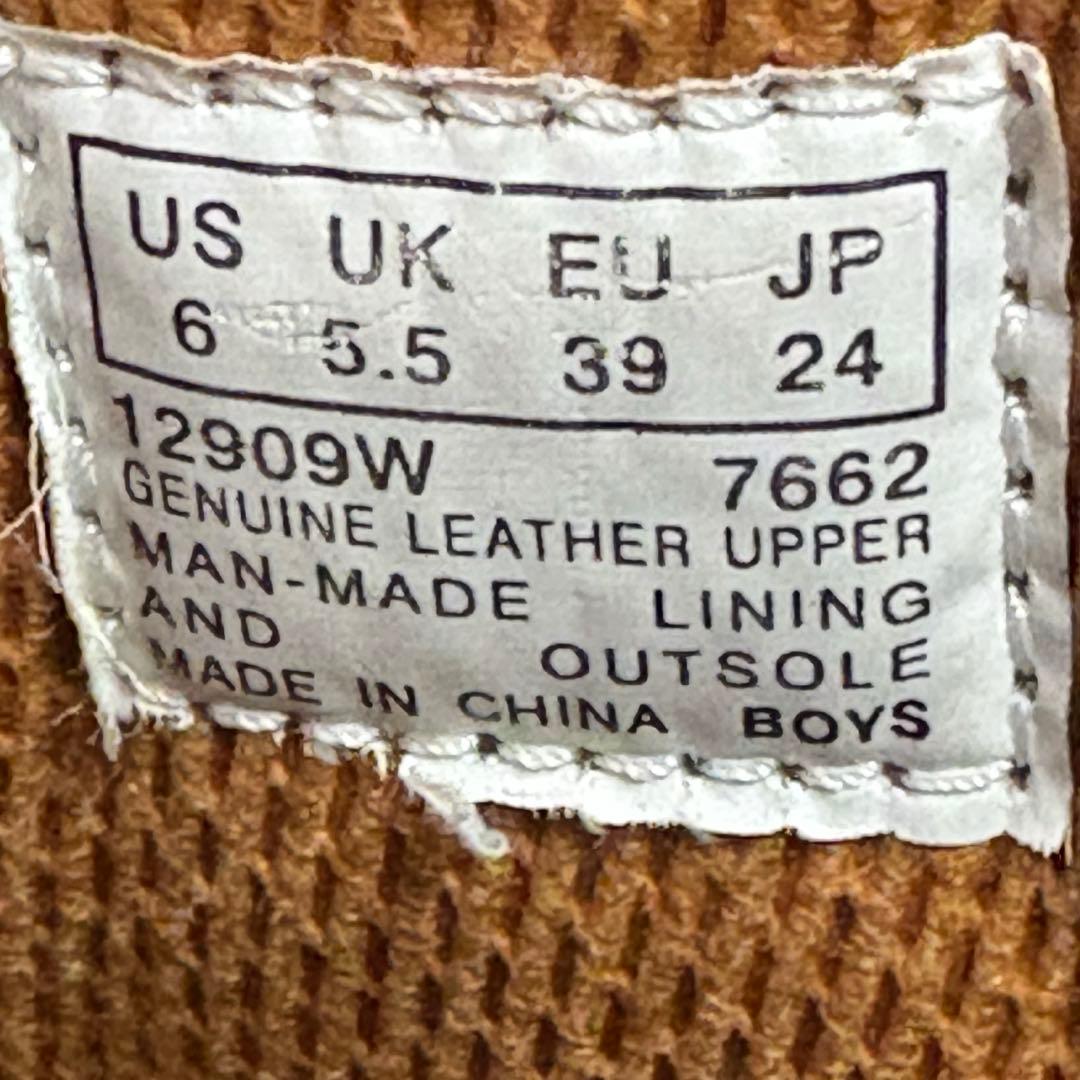 US UK EU JP
6 5.5 39 24
12909W 7662
GENUINE LEATHER UPPER
MAN-MADE LINING
AND OUTSOLE
MADE IN CHINA BOYS